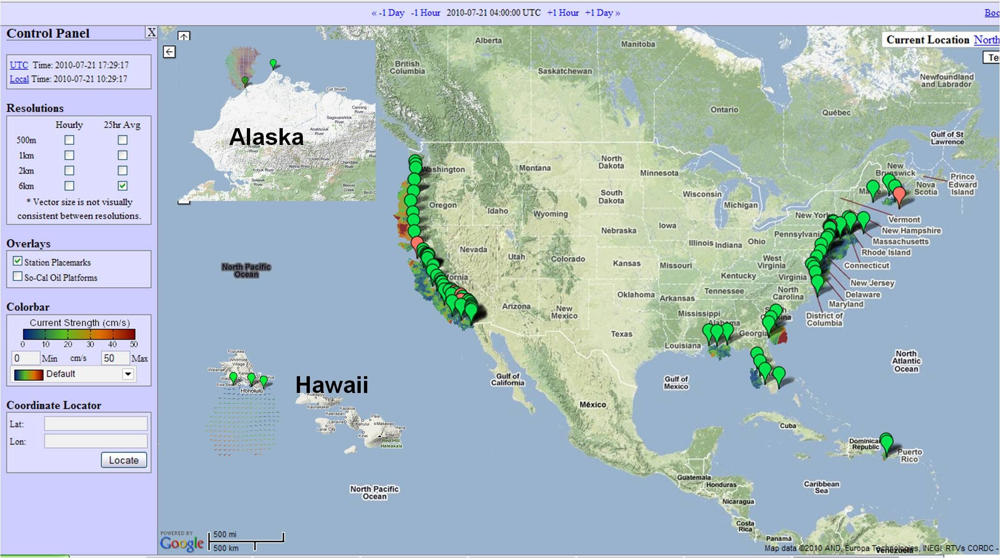 « -1 Day -1 Hour 2010-07-21 04:00:00 UTC +1 Hour +1 Day »
Control Panel
X
UTC Time: 2010-07-21 17:29:17
Local Time: 2010-07-21 10:29:17
Resolutions
Hourly 25hr Avg
500m
1km
2km
6km
* Vector size is not visually
consistent between resolutions.
Overlays
Station Placemarks
So-Cal Oil Platforms
Colorbar
Current Strength (cm/s)
0 10 20 30 40 50
0 Min cm/s 50 Max
Default
Coordinate Locator
Lat:
Lon:
Locate
Current Location North
Alaska
Cat Shoals
Canning
River
Sagavanirktok
River
Anaktuvuk
River
Noatak
River
John River
Alatna River
Chandalar
River
Kobuk River
Selawik
River
Beaver
Creek
Birch
Alberta
Manitoba
British
Columbia
Saskatchewan
Ontario
Québec
Newfoundland
and Labrador
Gulf of St
Lawrence
New
Brunswick
Prince
Edward
Island
Nova
Scotia
Washington
Montana
North
Dakota
Minnesota
Oregon
Idaho
South
Dakota
Wisconsin
Michigan
Wyoming
New York
Vermont
New Hampshire
Massachusetts
Rhode Island
Connecticut
New Jersey
Delaware
Maryland
District of
Columbia
Nebraska
Iowa
Pennsylvania
Nevada
Utah
Colorado
Illinois
Indiana
Ohio
West
Virginia
Kansas
Missouri
Kentucky
Virginia
Oklahoma
Arkansas
Tennessee
North
Carolina
Arizona
New
Mexico
Mississippi
Alabama
Georgia
Texas
Louisiana
North Pacific
Ocean
Gulf of
California
Gulf of
Mexico
North
Atlantic
Ocean
México
Cuba
Dominican
Republic
Puerto
Rico
Guatemala
Honduras
Nicaragua
Caribbean
Sea
Costa
Rica
Panamá
Venezuela
Hawaii
Pupukea
Whitmore
Village
Waianae
Ewa Beach
Honolulu
Kualapuu
Kaunakakai
Kapalua
Kaanapali
Lahaina
Lanai City
Kahului
Paia
Makawao
Hana
Kihei
Red Hill,
Haleakala
North Pacific
Ocean
POWERED BY
Google
500 mi
500 km
Map data ©2010 AND, Europa Technologies, INEGI, RTVs CORDC -